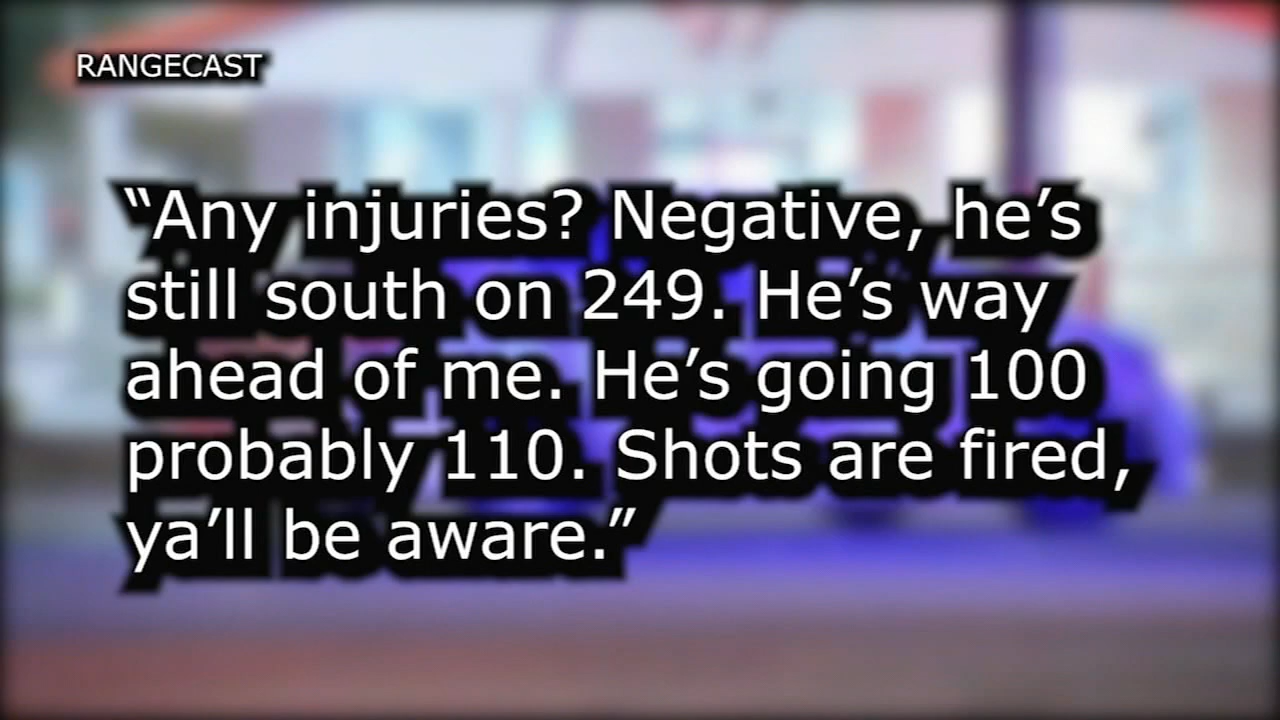 RANGECAST
“Any injuries? Negative, he’s
still south on 249. He’s way
ahead of me. He’s going 100
probably 110. Shots are fired,
ya’ll be aware.”